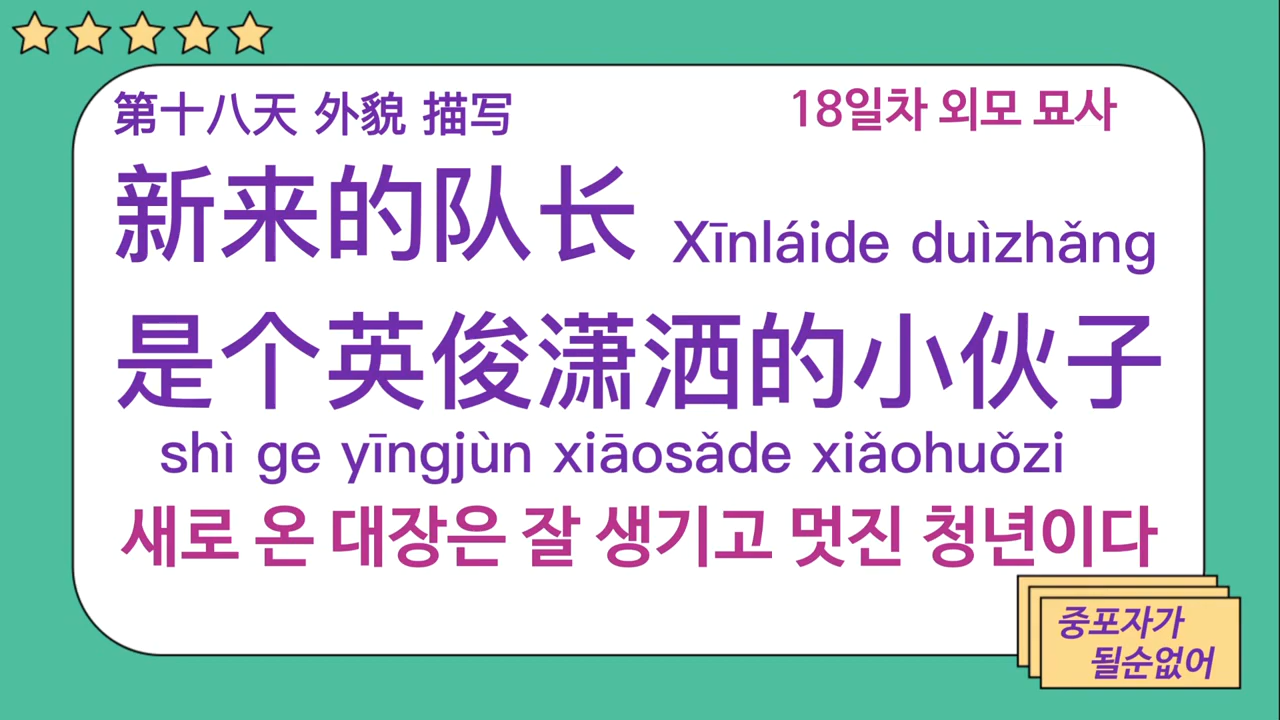 第十八天 外貌 描写
18일차 외모 묘사
新来的队长 Xīnláide duìzhǎng
是个英俊潇洒的小伙子
shì ge yīngjùn xiāosǎde xiǎohuǒzi
새로 온 대장은 잘 생기고 멋진 청년이다
중포자가
될순없어